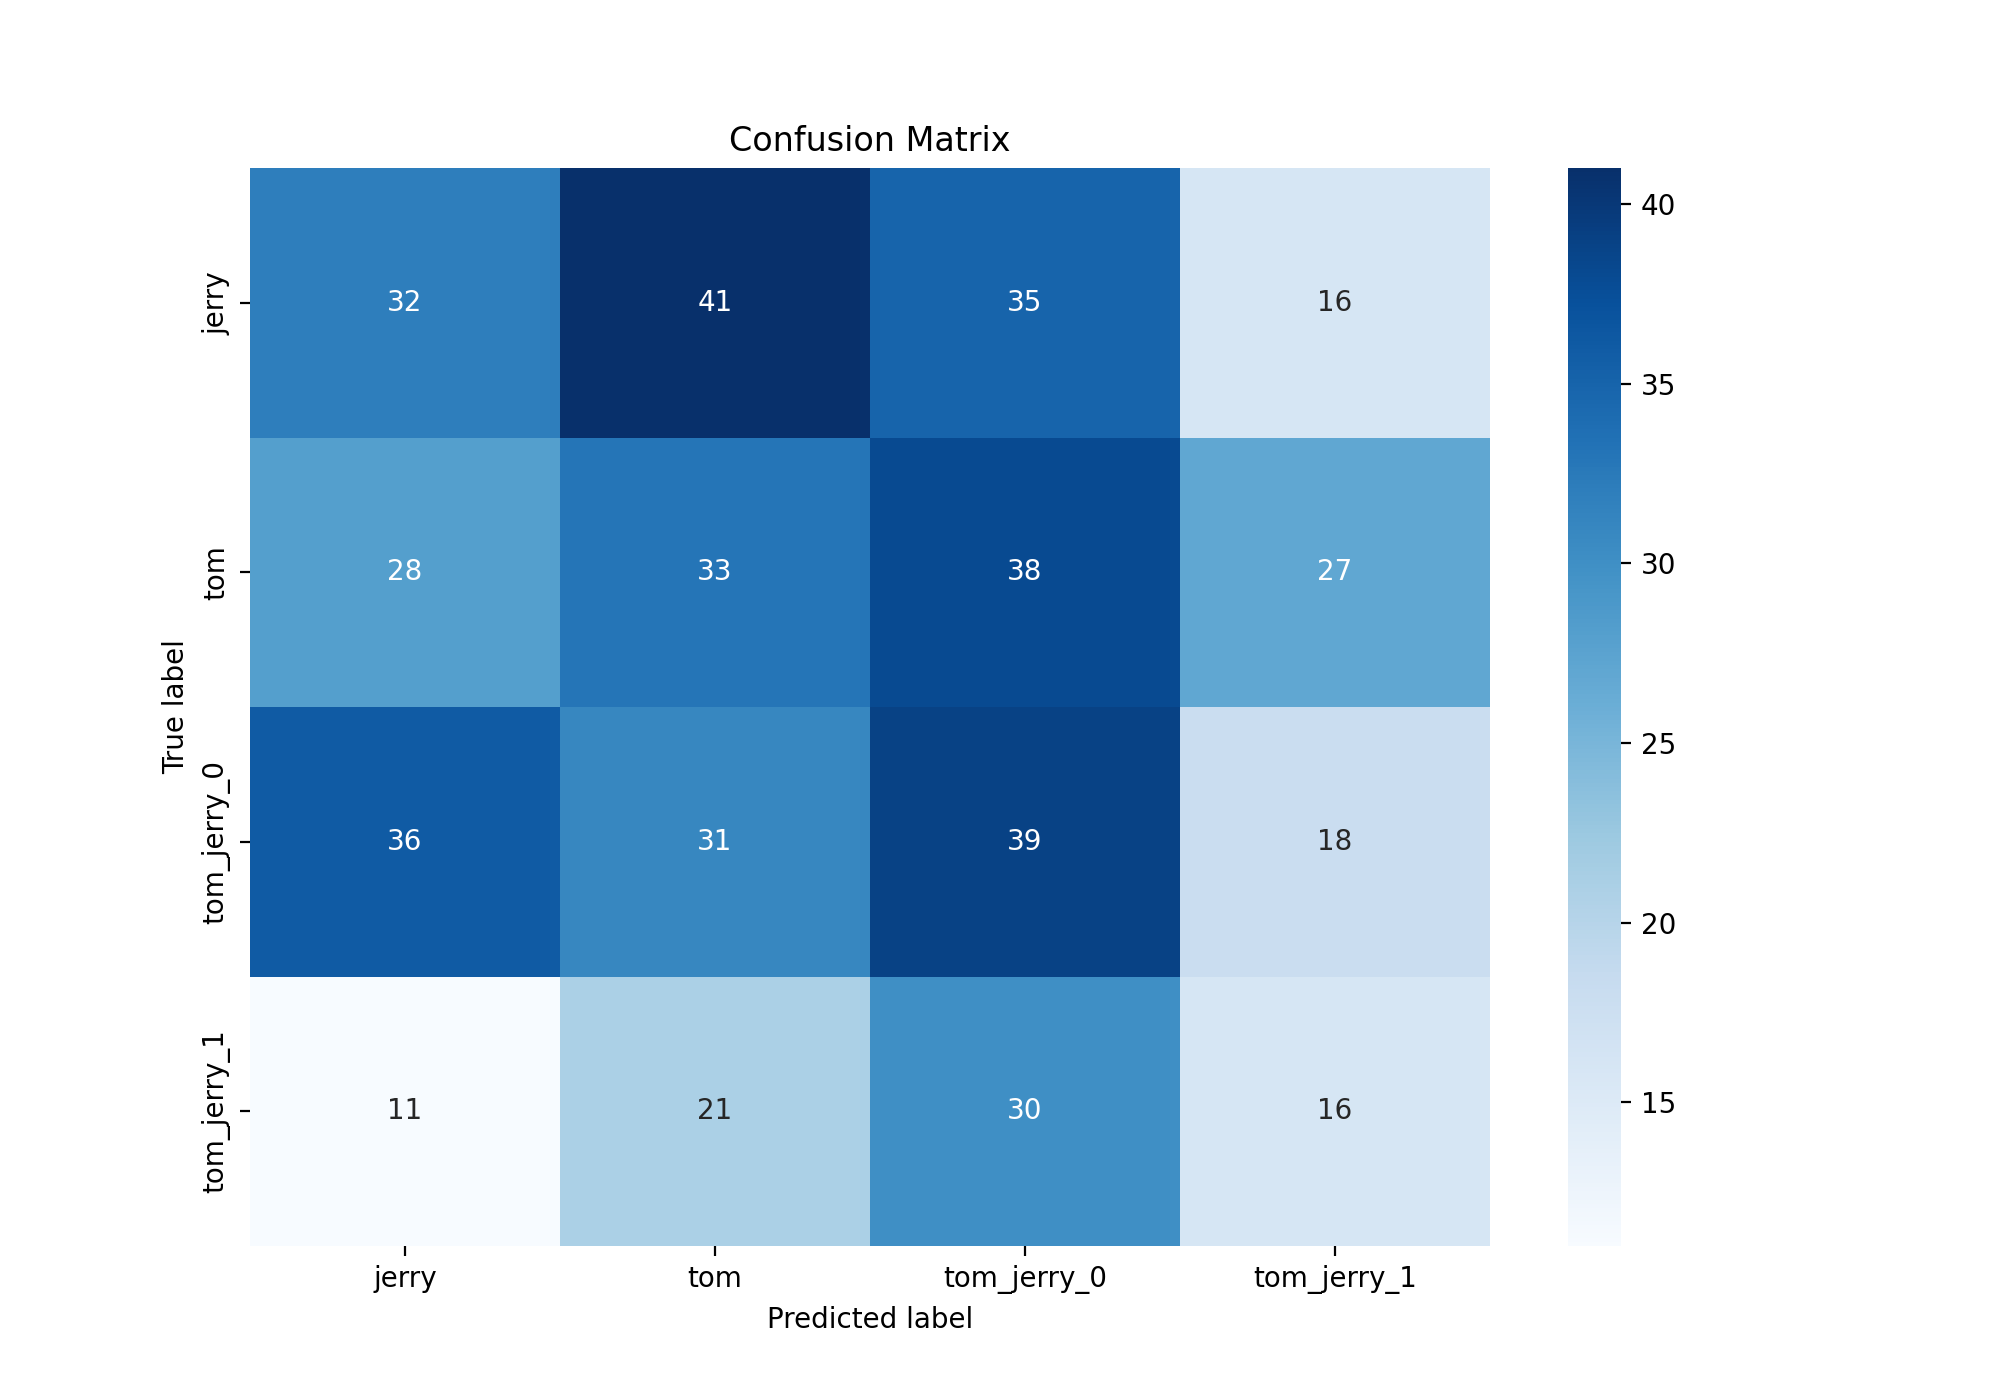 Confusion Matrix
True label
jerry 32 41 35 16
tom 28 33 38 27
tom_jerry_0 36 31 39 18
tom_jerry_1 11 21 30 16
jerry tom tom_jerry_0 tom_jerry_1
Predicted label
40
35
30
25
20
15